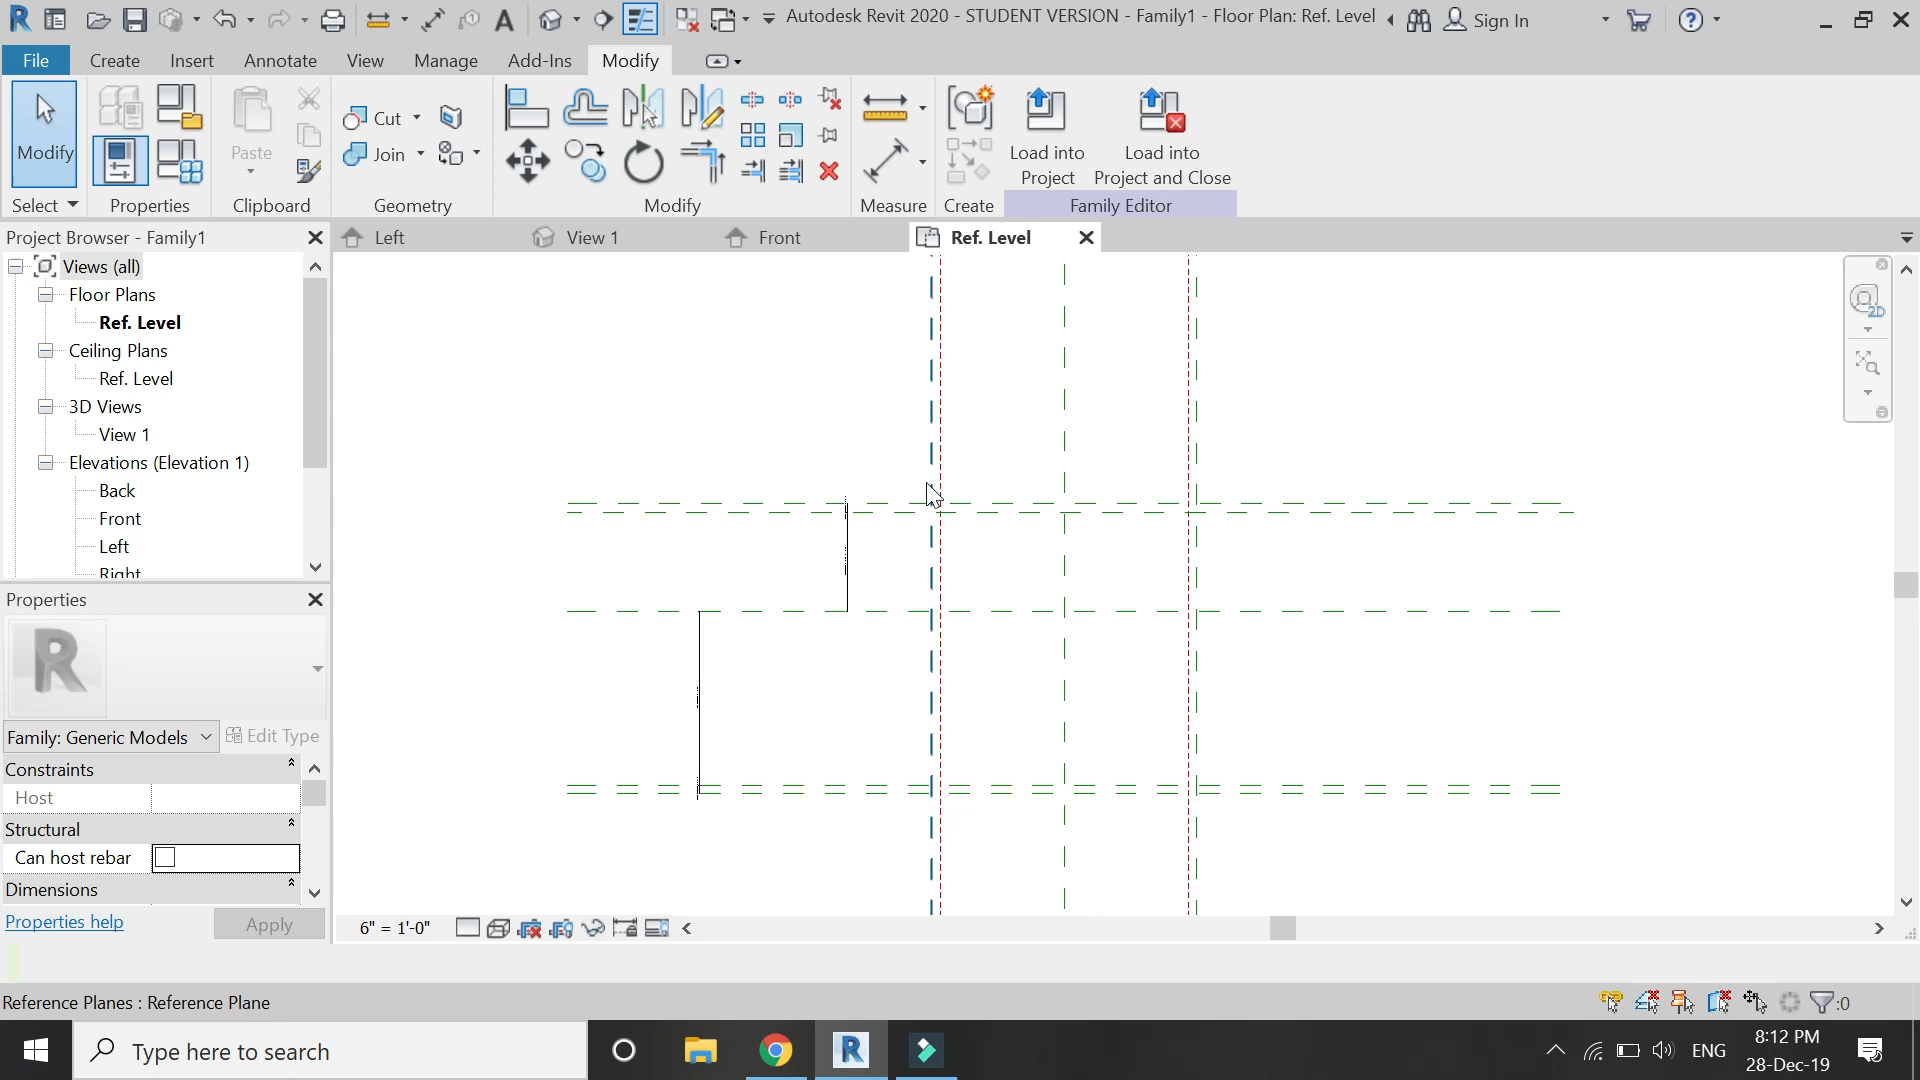 Autodesk Revit 2020 - STUDENT VERSION - Family1 - Floor Plan: Ref. Level
Sign In
File Create Insert Annotate View Manage Add-Ins Modify
Modify
Paste
Cut
Join
Load into Project
Load into Project and Close
Select Properties Clipboard Geometry Modify Measure Create Family Editor
Project Browser - Family1
Left
View 1
Front
Ref. Level
Views (all)
Floor Plans
Ref. Level
Ceiling Plans
Ref. Level
3D Views
View 1
Elevations (Elevation 1)
Back
Front
Left
Right
Properties
Family: Generic Models
Edit Type
Constraints
Host
Structural
Can host rebar
Dimensions
Properties help
Apply
6" = 1'-0"
2D
Reference Planes : Reference Plane
:0
Type here to search
ENG
8:12 PM
28-Dec-19